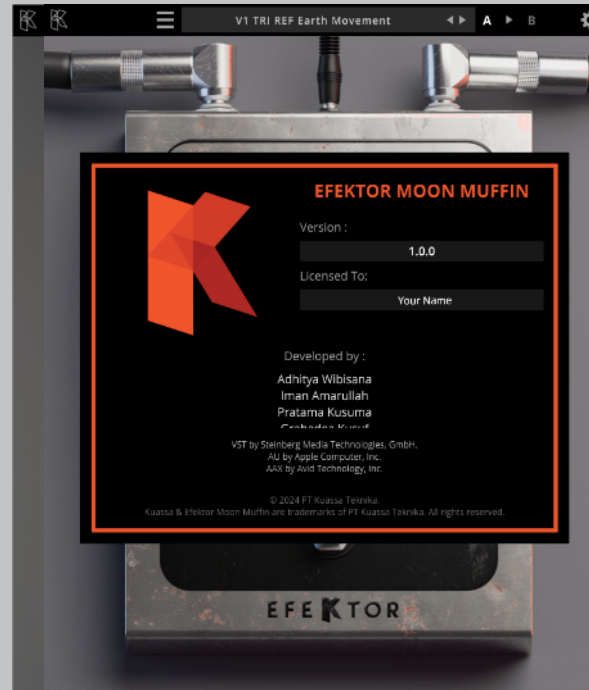 V1 TRI REF Earth Movement
A
B
EFEKTOR MOON MUFFIN
Version :
1.0.0
Licensed To:
Your Name
Developed by :
Adhitya Wibisana
Iman Amarullah
Pratama Kusuma
VST by Steinberg Media Technologies, GmbH.
AU by Apple Computer, Inc.
AAX by Avid Technology, Inc.
© 2024 PT Kuassa Teknika.
Kuassa & Efektor Moon Muffin are trademarks of PT Kuassa Teknika. All rights reserved.
EFEKTOR